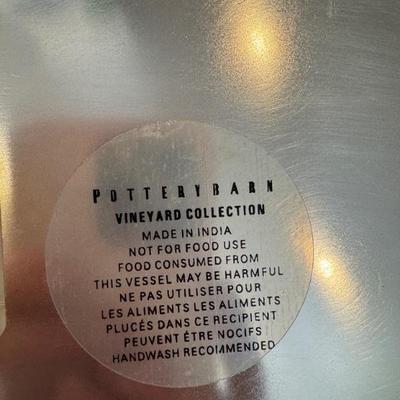 POTTERYBARN
VINEYARD COLLECTION
MADE IN INDIA
NOT FOR FOOD USE
FOOD CONSUMED FROM
THIS VESSEL MAY BE HARMFUL
NE PAS UTILISER POUR
LES ALIMENTS LES ALIMENTS
PLUCÉS DANS CE RECIPIENT
PEUVENT ÉTRE NOCIFS
HANDWASH RECOMMENDED